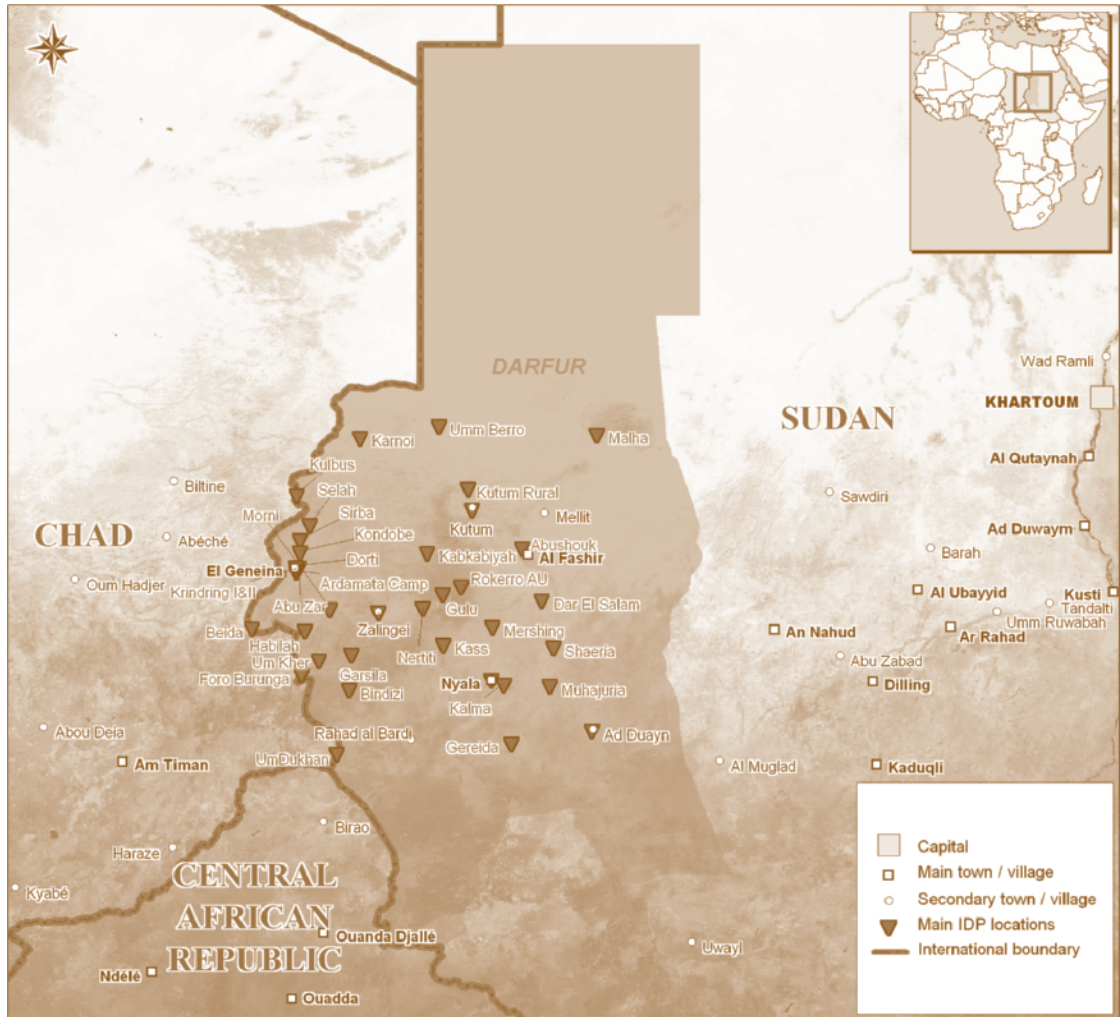 DARFUR
Wad Ramli
KHARTOUM
SUDAN
Umm Berro
Malha
Karnoi
Al Qutaynah
Kulbus
Biltine
Selah
Kutum Rural
Sawdiri
Morni
Sirba
Kutum
Mellit
Ad Duwaym
CHAD
Abéché
Kondobe
Abushouk
Barah
Dorti
Kabkabiyah
Al Fashir
El Geneina
Oum Hadjer
Ardamata Camp
Rokerro AU
Krindring I&II
Al Ubayyid
Kusti
Tandalti
Abu Zar
Gulu
Dar El Salam
Umm Ruwabah
Beida
Zalingei
Mershing
An Nahud
Ar Rahad
Habilah
Nertiti
Kass
Shaeria
Um Kher
Abu Zabad
Foro Burunga
Garsila
Nyala
Muhajuria
Dilling
Bindizi
Kalma
Abou Deia
Rahad al Bardi
Ad Duayn
Gereida
UmDukhan
Am Timan
Al Muglad
Kaduqli
Birao
Haraze
CENTRAL
AFRICAN
REPUBLIC
Kyabé
Ouanda Djallé
Uwayl
Ndélé
Ouadda
Capital
Main town / village
Secondary town / village
Main IDP locations
International boundary